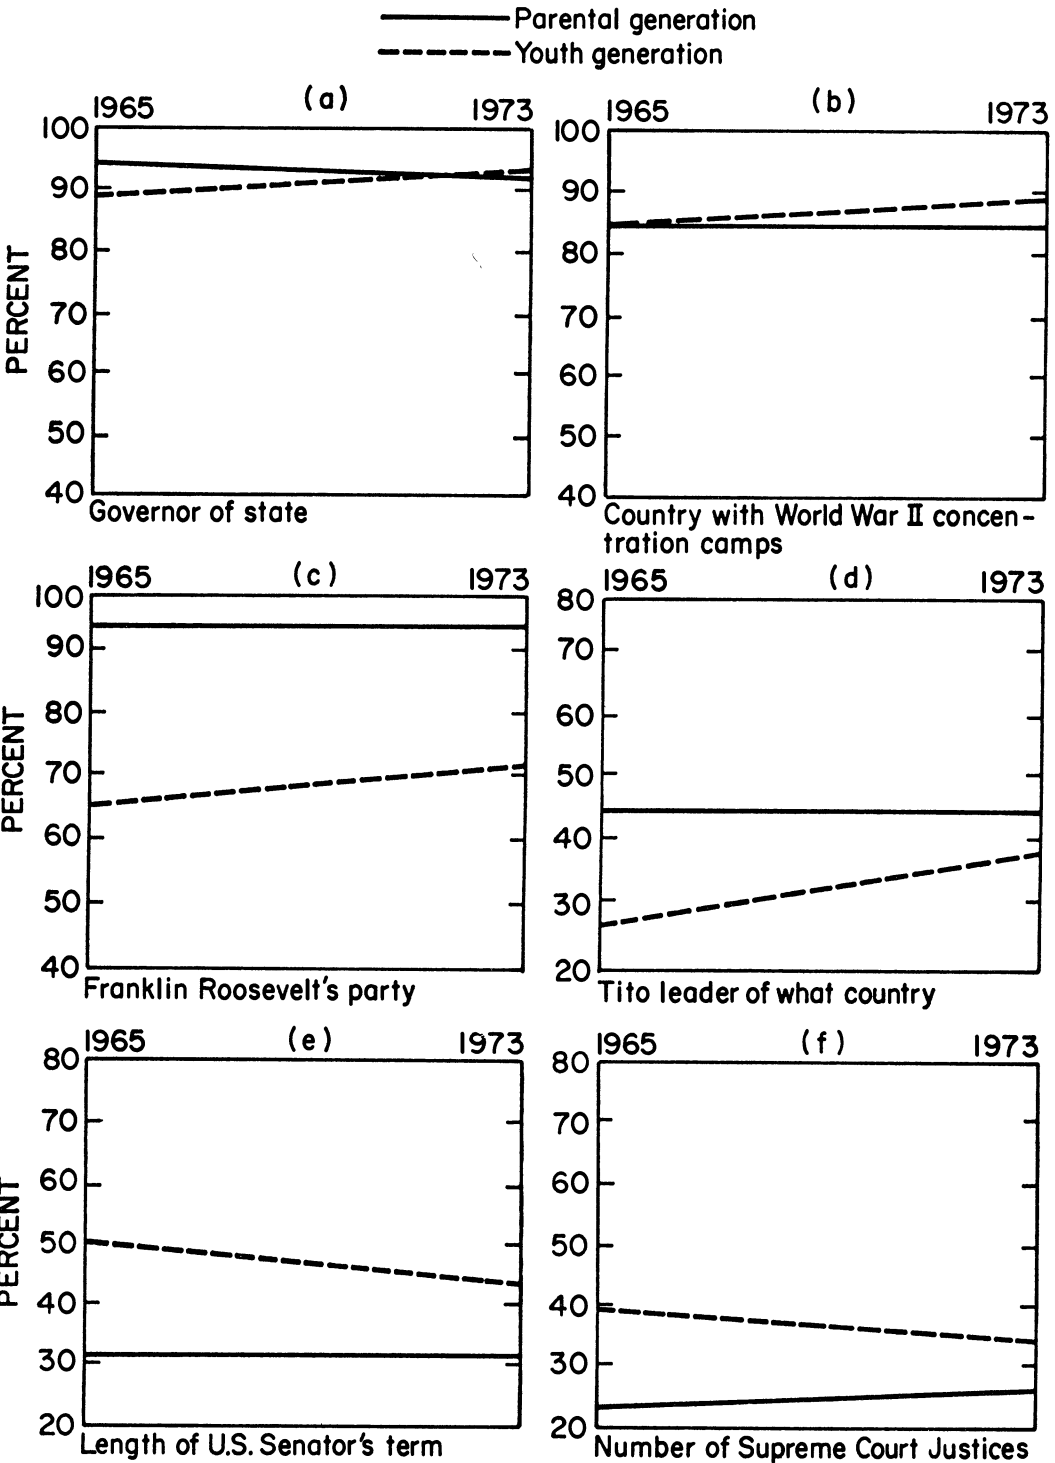 Parental generation
Youth generation
1965 (a) 1973
100
90
80
70
60
50
40
PERCENT
Governor of state
1965 (b) 1973
100
90
80
70
60
50
40
Country with World War II concen-
tration camps
1965 (c) 1973
100
90
80
70
60
50
40
PERCENT
Franklin Roosevelt's party
1965 (d) 1973
80
70
60
50
40
30
20
Tito leader of what country
1965 (e) 1973
80
70
60
50
40
30
20
PERCENT
Length of U.S. Senator's term
1965 (f) 1973
80
70
60
50
40
30
20
Number of Supreme Court Justices